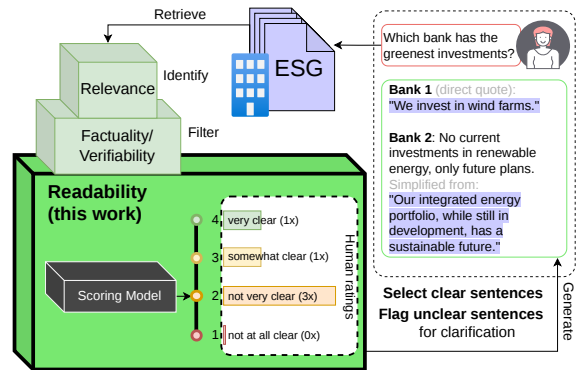 Retrieve
Which bank has the
greenest investments?
ESG
Relevance
Identify
Factuality/
Verifiability
Filter
Bank 1 (direct quote):
"We invest in wind farms."
Bank 2: No current
investments in renewable
energy, only future plans.
Simplified from:
"Our integrated energy
portfolio, while still in
development, has a
sustainable future."
Readability
(this work)
Scoring Model
4 very clear (1x)
3 somewhat clear (1x)
2 not very clear (3x)
1 not at all clear (0x)
Human ratings
Select clear sentences
Flag unclear sentences
for clarification
Generate